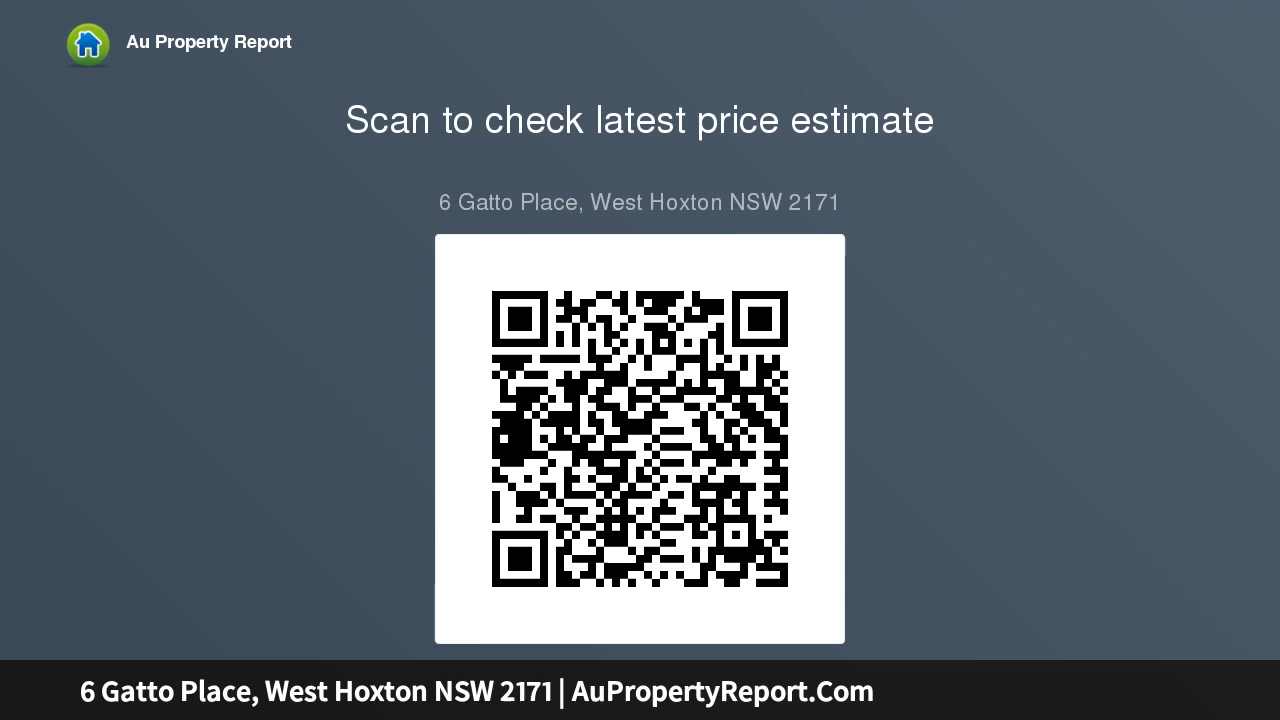 Au Property Report
Scan to check latest price estimate
6 Gatto Place, West Hoxton NSW 2171
6 Gatto Place, West Hoxton NSW 2171 | AuPropertyReport.Com